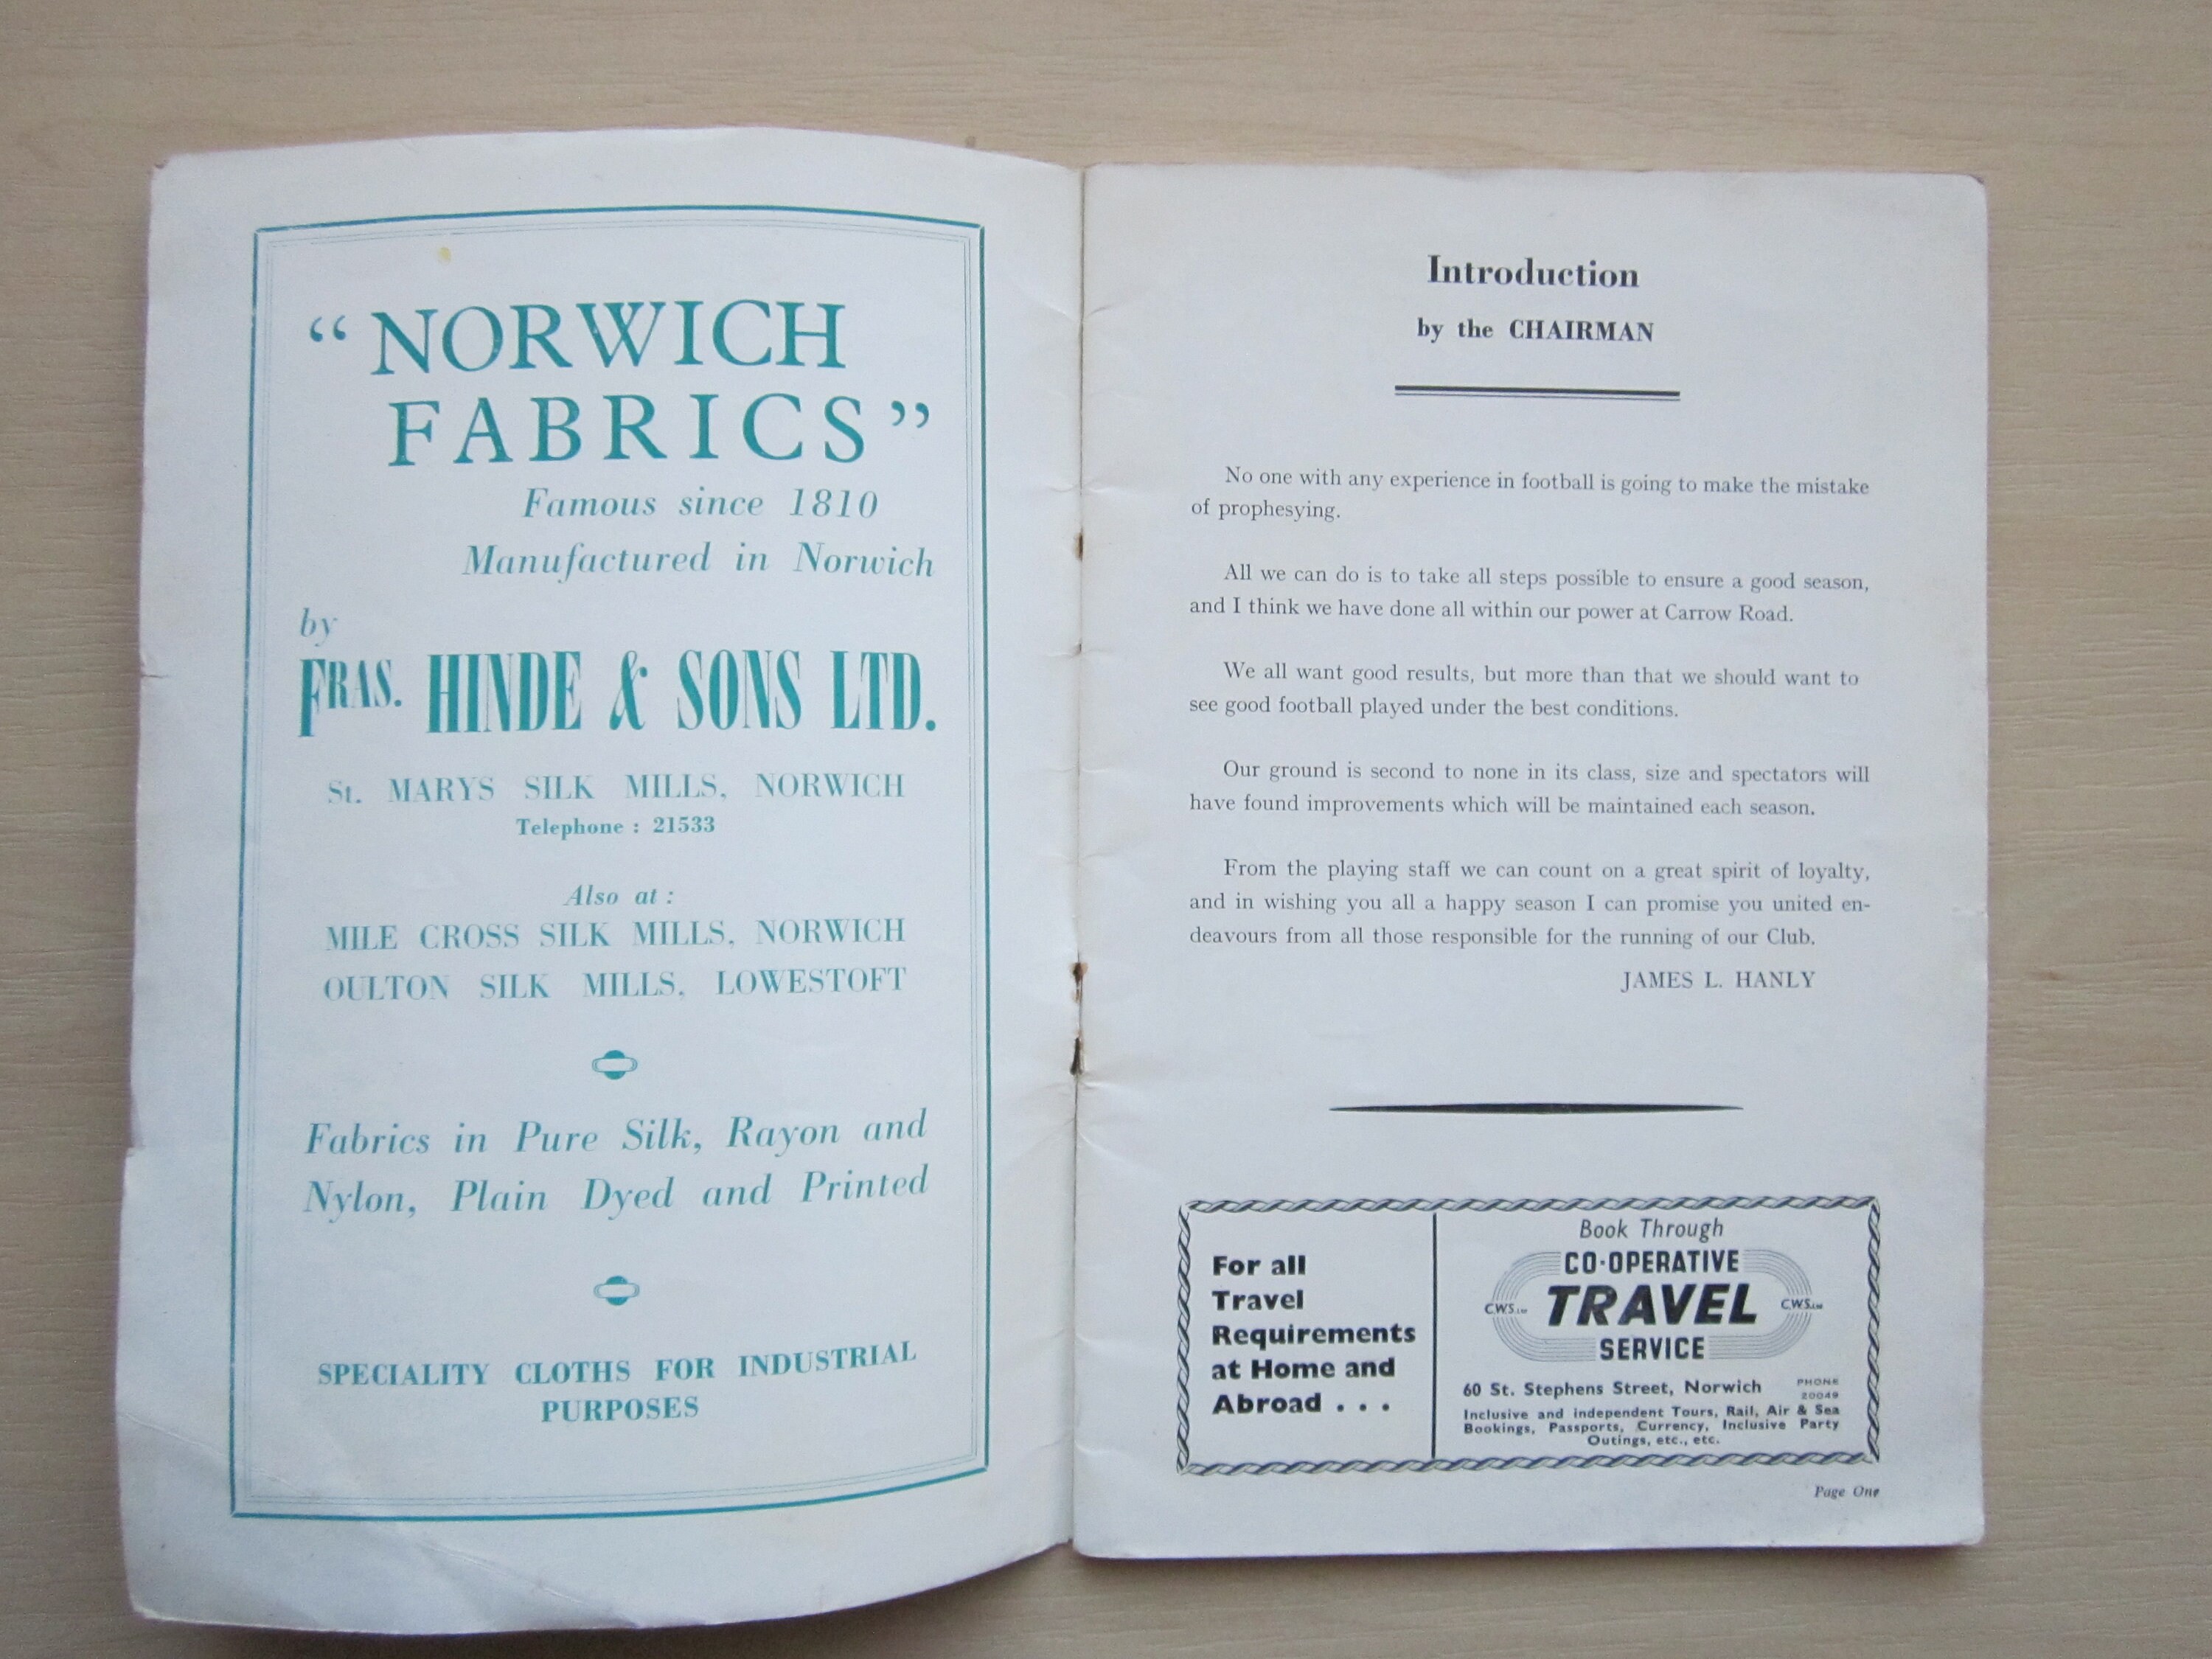 “NORWICH
FABRICS”
Famous since 1810
Manufactured in Norwich
by
FRAS. HINDE & SONS LTD.
St. MARYS SILK MILLS, NORWICH
Telephone : 21533
Also at :
MILE CROSS SILK MILLS, NORWICH
OULTON SILK MILLS, LOWESTOFT
Fabrics in Pure Silk, Rayon and
Nylon, Plain Dyed and Printed
SPECIALITY CLOTHS FOR INDUSTRIAL
PURPOSES
Introduction
by the CHAIRMAN
No one with any experience in football is going to make the mistake
of prophesying.
All we can do is to take all steps possible to ensure a good season,
and I think we have done all within our power at Carrow Road.
We all want good results, but more than that we should want to
see good football played under the best conditions.
Our ground is second to none in its class, size and spectators will
have found improvements which will be maintained each season.
From the playing staff we can count on a great spirit of loyalty,
and in wishing you all a happy season I can promise you united en-
deavours from all those responsible for the running of our Club.
JAMES L. HANLY
For all
Travel
Requirements
at Home and
Abroad . . .
Book Through
CO-OPERATIVE
C.W.S. LTD TRAVEL C.W.S. LTD
SERVICE
60 St. Stephens Street, Norwich PHONE 20049
Inclusive and independent Tours, Rail, Air & Sea
Bookings, Passports, Currency, Inclusive Party
Outings, etc., etc.
Page One